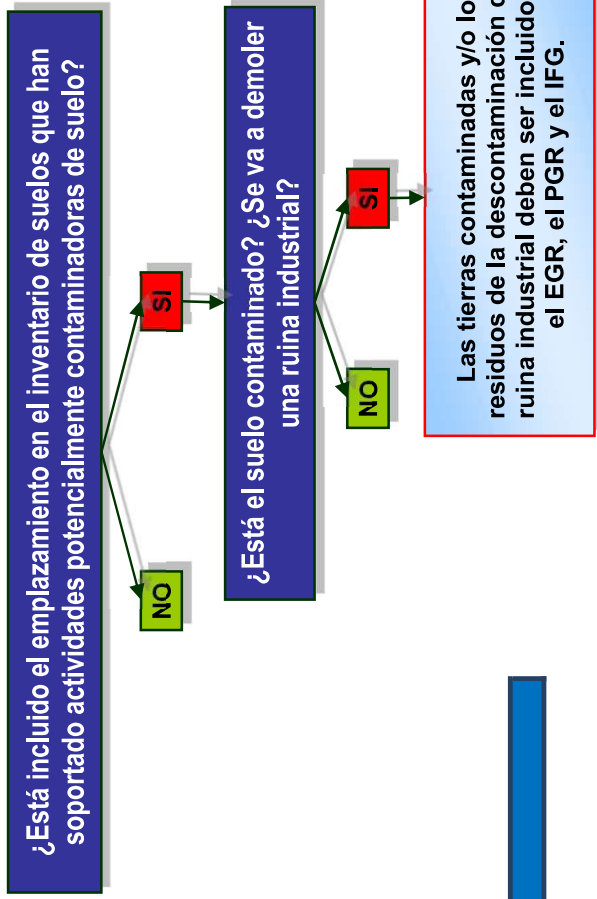 ¿Está incluido el emplazamiento en el inventario de suelos que han
soportado actividades potencialmente contaminadoras de suelo?
NO
SI
¿Está el suelo contaminado? ¿Se va a demoler
una ruina industrial?
NO
SI
Las tierras contaminadas y/o
residuos de la descontaminación
ruina industrial deben ser
el EGR, el PGR y el IFG.